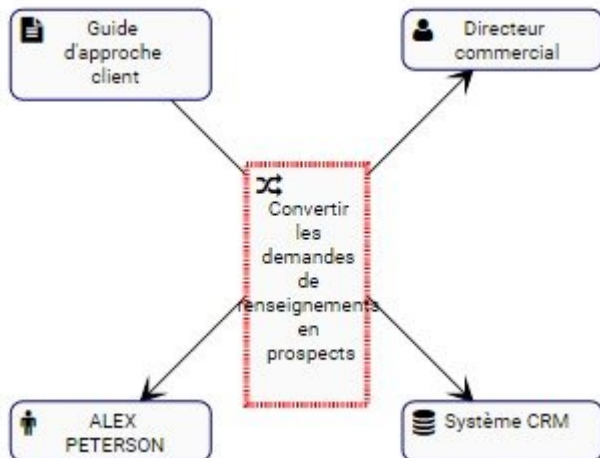 Guide
d'approche
client
Directeur
commercial
Convertir
les
demandes
de
renseignements
en
prospects
ALEX
PETERSON
Système CRM